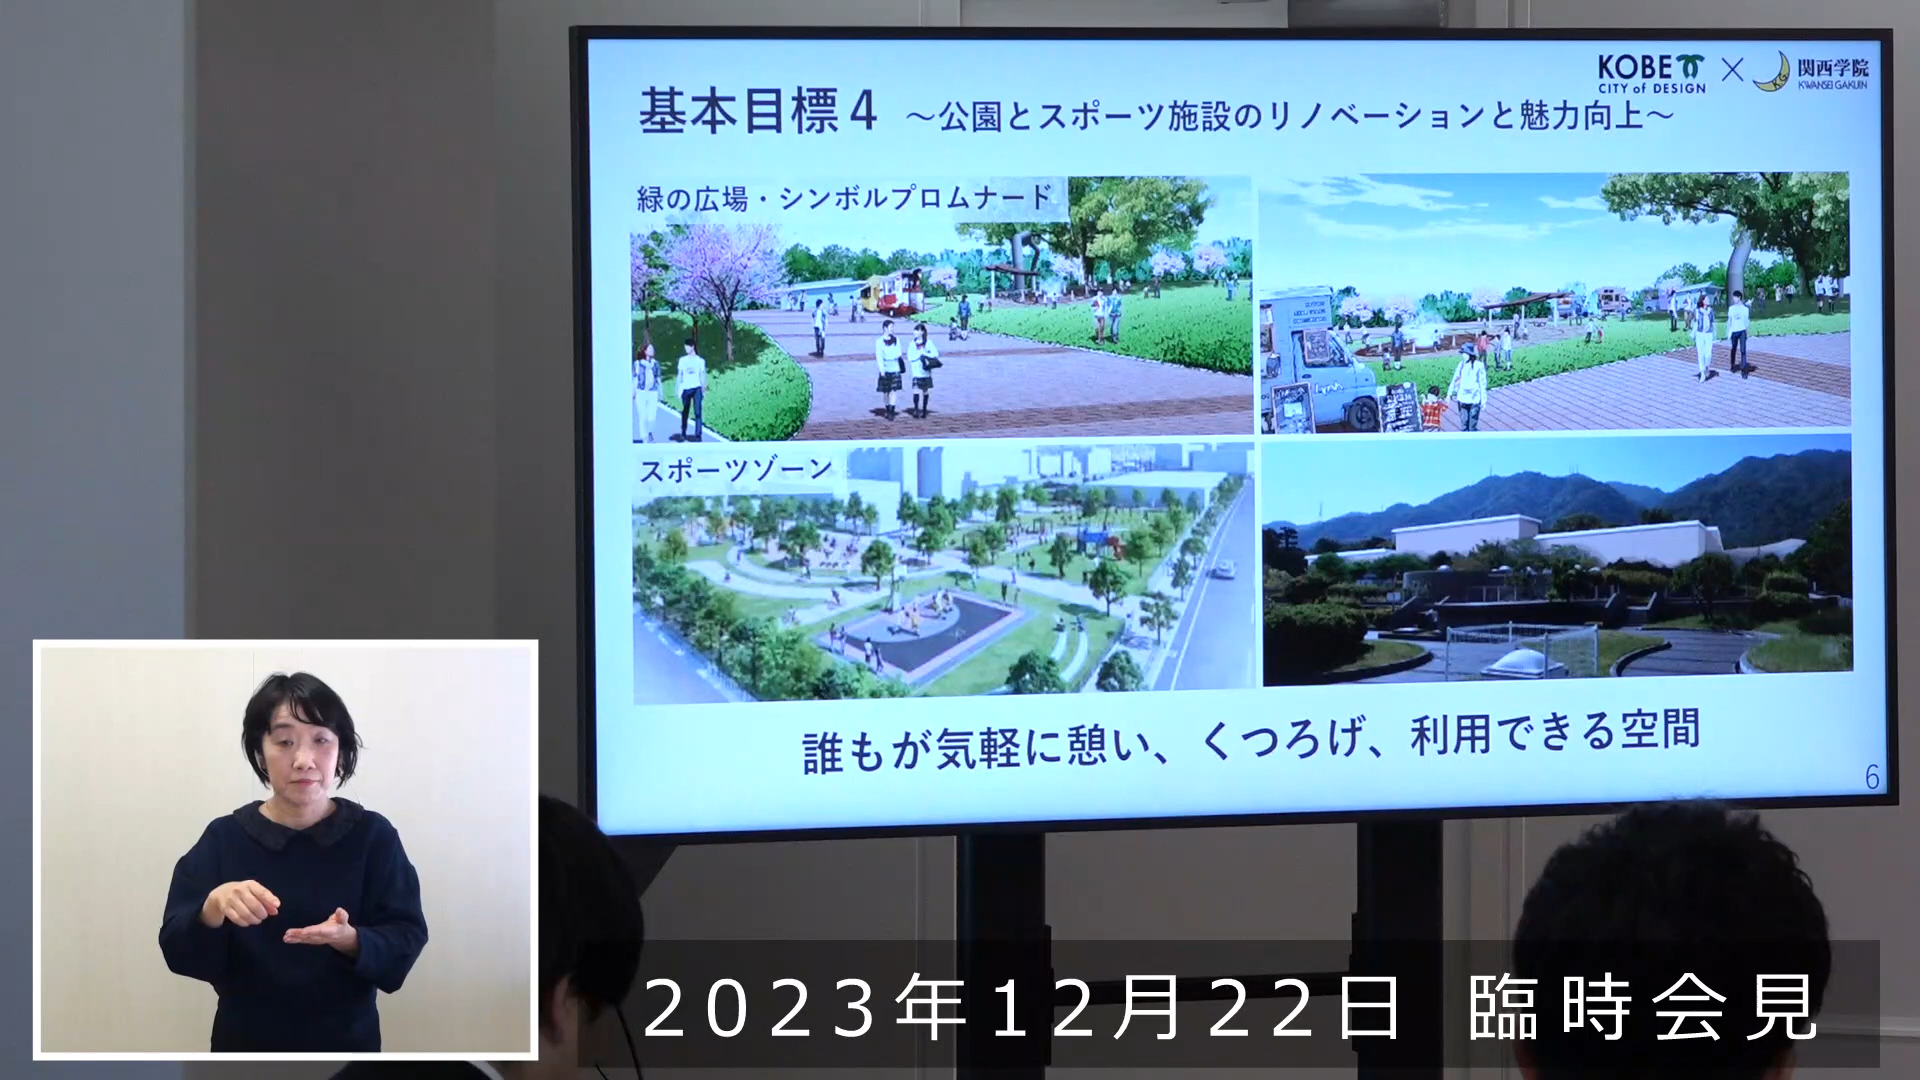 KOBE
CITY of DESIGN
×
関西学院
KWANSEI GAKUIN
基本目標4 ～公園とスポーツ施設のリノベーションと魅力向上～
緑の広場・シンボルプロムナード
スポーツゾーン
誰もが気軽に憩い、くつろげ、利用できる空間
6
2023年12月22日 臨時会見